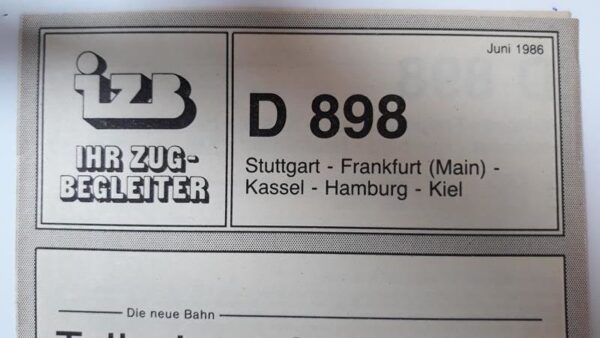 Juni 1986
izB
IHR ZUG-
BEGLEITER
D 898
Stuttgart - Frankfurt (Main) -
Kassel - Hamburg - Kiel
Die neue Bahn